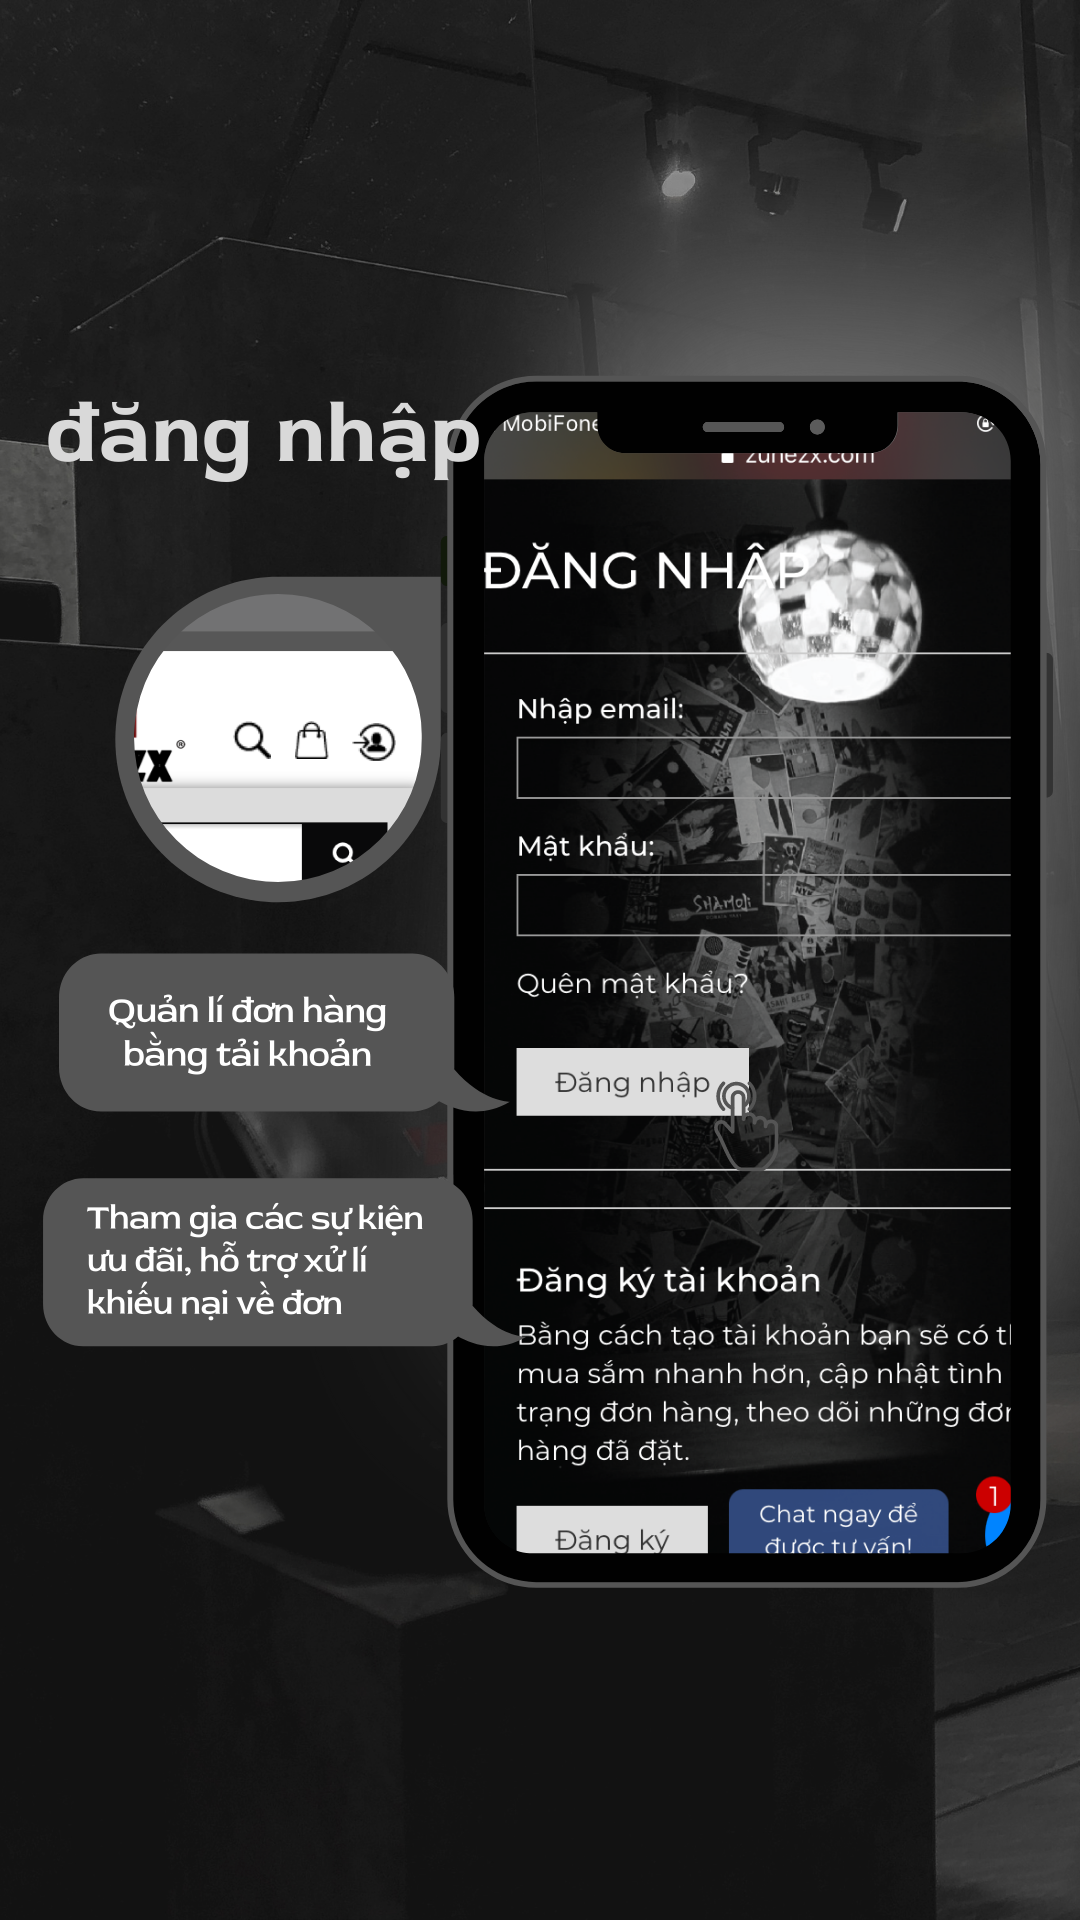 đăng nhập
MobiFone
zunezx.com
ĐĂNG NHẬP
ZX®
Nhập email:
Mật khẩu:
SHAMOJI
Quên mật khẩu?
Quản lí đơn hàng
bằng tải khoản
Đăng nhập
Tham gia các sự kiện
ưu đãi, hỗ trợ xử lí
khiếu nại về đơn
Đăng ký tài khoản
Bằng cách tạo tài khoản bạn sẽ có th
mua sắm nhanh hơn, cập nhật tình
trạng đơn hàng, theo dõi những đơn
hàng đã đặt.
Đăng ký
Chat ngay để
được tư vấn!
1